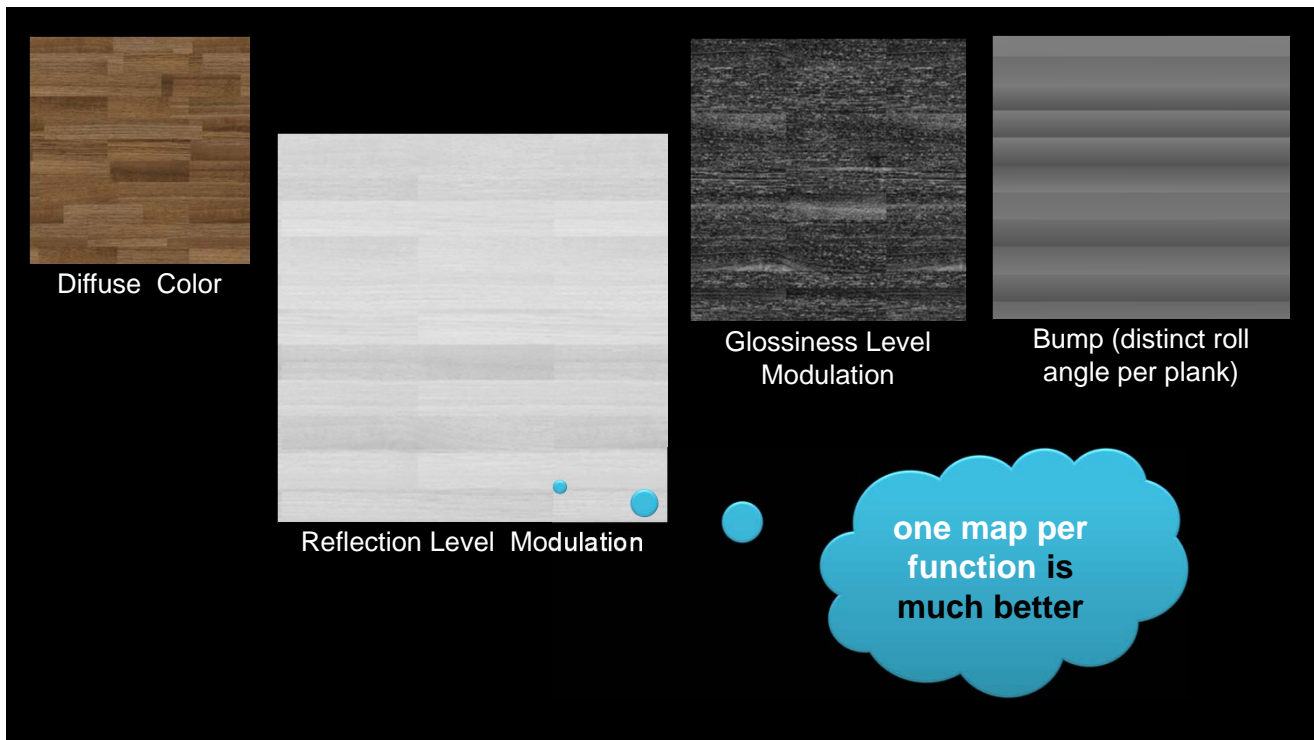 Diffuse Color
Reflection Level Modulation
Glossiness Level
Modulation
Bump (distinct roll
angle per plank)
one map per
function is
much better